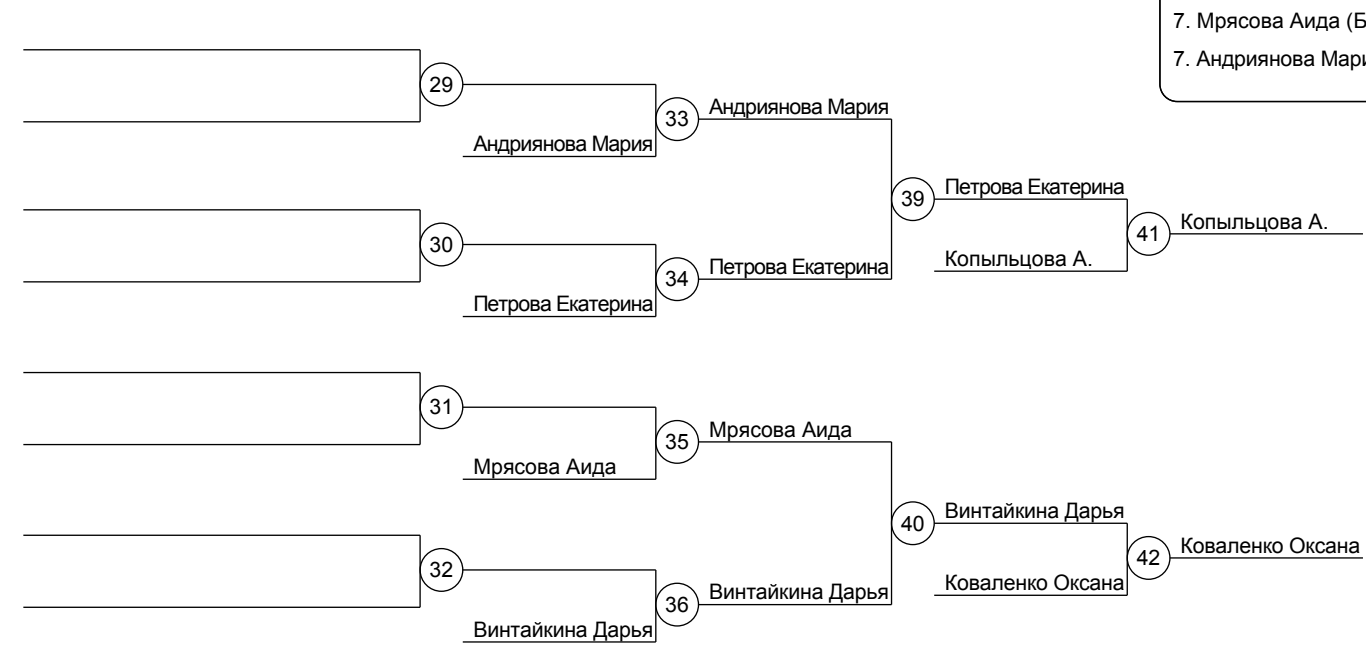 7. Мрясова Аида (Б
7. Андриянова Мари
29
33
Андриянова Мария
Андриянова Мария
39
Петрова Екатерина
41
Копыльцова А.
30
Копыльцова А.
34
Петрова Екатерина
Петрова Екатерина
31
35
Мрясова Аида
Мрясова Аида
40
Винтайкина Дарья
42
Коваленко Оксана
32
Коваленко Оксана
36
Винтайкина Дарья
Винтайкина Дарья